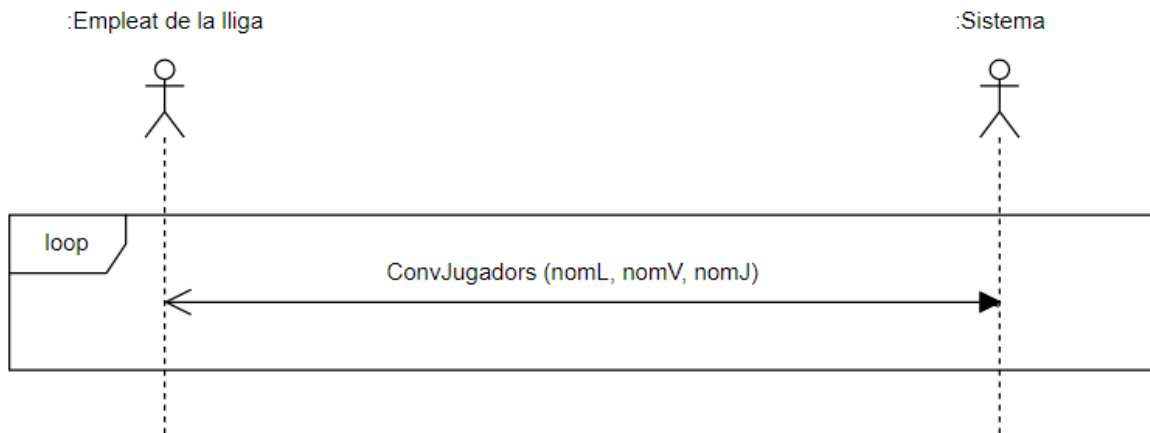 :Empleat de la lliga
:Sistema
loop
ConvJugadors (nomL, nomV, nomJ)